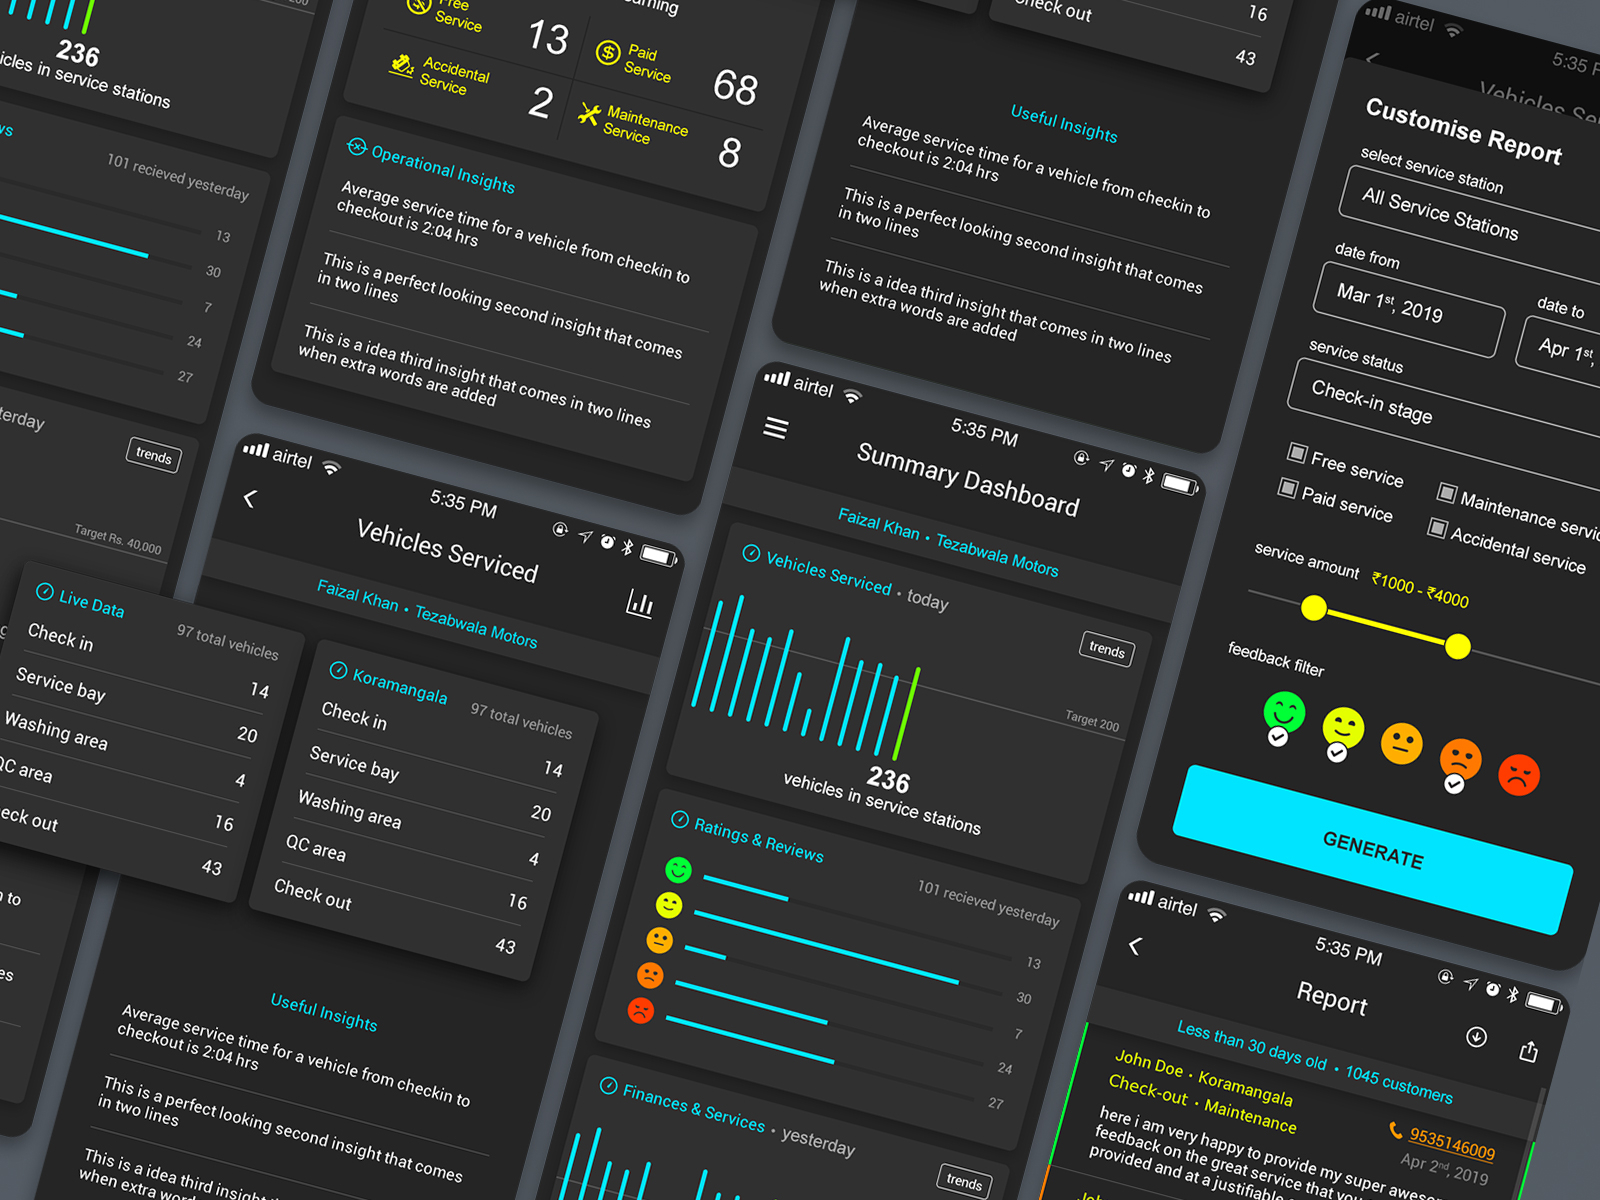 236
vehicles in service stations
101 recieved yesterday
13
30
7
24
27
trends
Target Rs. 40,000
Live Data
97 total vehicles
Check in
14
Service bay
20
Washing area
4
QC area
16
Check out
43
Free
Service
13
Paid
Service
68
Accidental
Service
2
Maintenance
Service
8
Operational Insights
Average service time for a vehicle from checkin to
checkout is 2:04 hrs
This is a perfect looking second insight that comes
in two lines
This is a idea third insight that comes in two lines
when extra words are added
airtel
5:35 PM
Vehicles Serviced
Faizal Khan • Tezabwala Motors
Koramangala
97 total vehicles
Check in
14
Service bay
20
Washing area
4
QC area
16
Check out
43
Useful Insights
Average service time for a vehicle from checkin to
checkout is 2:04 hrs
This is a perfect looking second insight that comes
in two lines
This is a idea third insight
when extra words are added
Check out
16
43
Useful Insights
Average service time for a vehicle from checkin to
checkout is 2:04 hrs
This is a perfect looking second insight that comes
in two lines
This is a idea third insight that comes in two lines
when extra words are added
airtel
5:35 PM
Summary Dashboard
Faizal Khan • Tezabwala Motors
Vehicles Serviced • today
trends
Target 200
236
vehicles in service stations
Ratings & Reviews
101 recieved yesterday
13
30
7
24
27
Finances & Services • yesterday
trends
airtel
5:35 P
Vehicles Se
Customise Report
select service station
All Service Stations
date from
Mar 1st, 2019
date to
Apr 1st,
service status
Check-in stage
Free service
Maintenance servic
Paid service
Accidental service
service amount ₹1000 - ₹4000
feedback filter
GENERATE
airtel
5:35 PM
Report
Less than 30 days old • 1045 customers
John Doe • Koramangala
Check-out • Maintenance
9535146009
Apr 2nd, 2019
here i am very happy to provide my super aweso
feedback on the great service that you
provided and at a justifiable